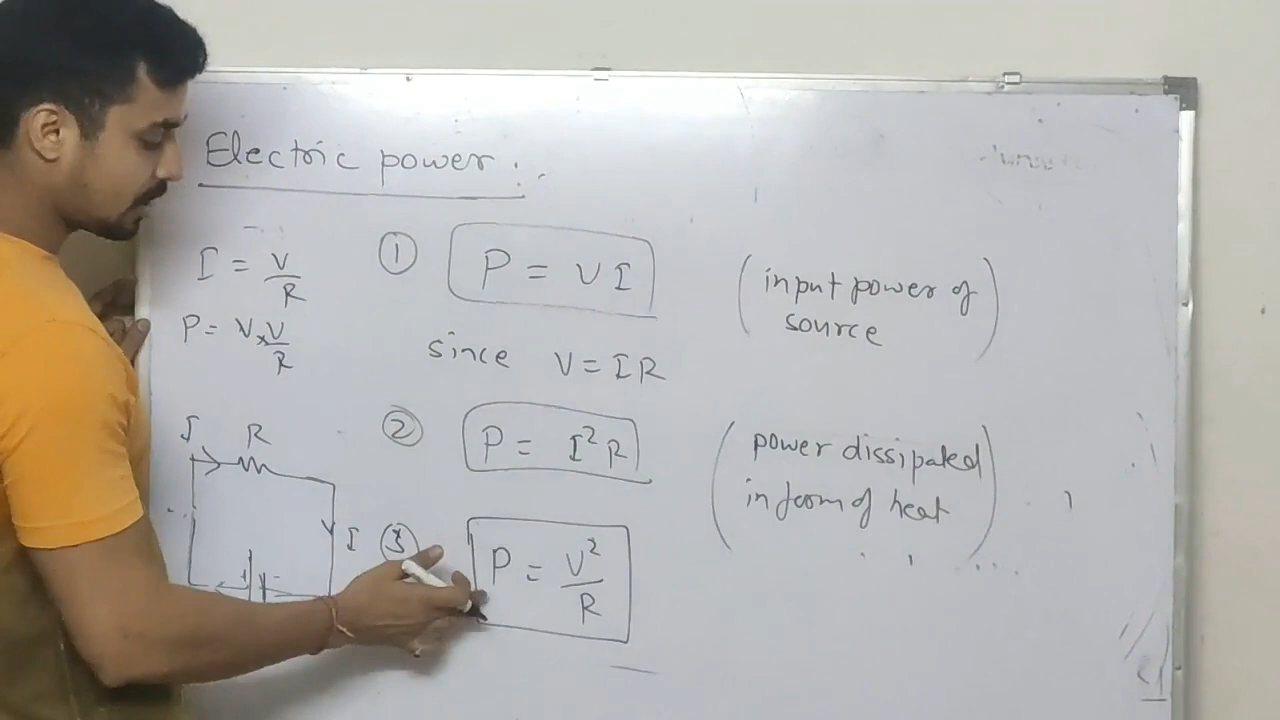 Electric power :
I = V/R
P = V x V/R
① P = VI
(input power of
source)
since V = IR
② P = I²R
(power dissipated
in form of heat)
I R
I
+ -
③ P = V²/R